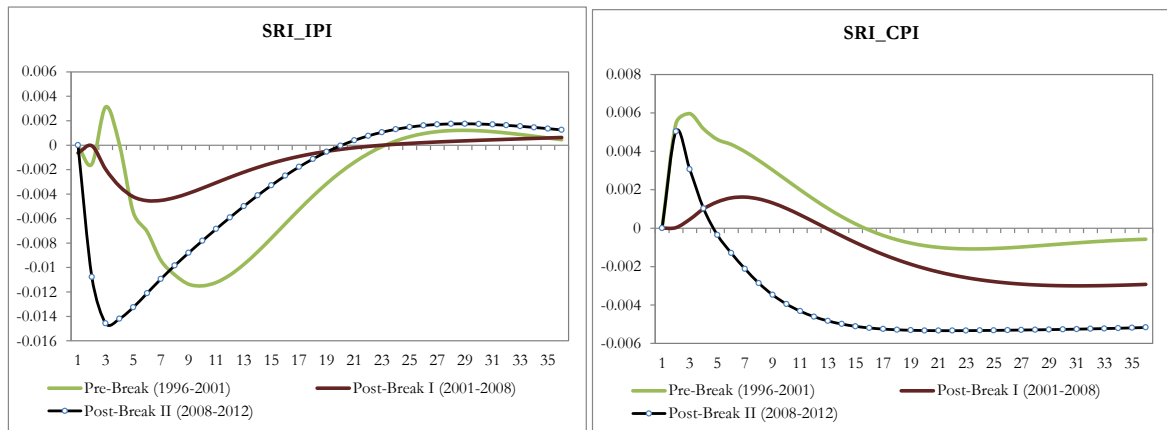 SRI_IPI
0.006
0.004
0.002
0
-0.002
-0.004
-0.006
-0.008
-0.01
-0.012
-0.014
-0.016
1 3 5 7 9 11 13 15 17 19 21 23 25 27 29 31 33 35
Pre-Break (1996-2001) Post-Break I (2001-2008)
Post-Break II (2008-2012)
SRI_CPI
0.008
0.006
0.004
0.002
0
-0.002
-0.004
-0.006
1 3 5 7 9 11 13 15 17 19 21 23 25 27 29 31 33 35
Pre-Break (1996-2001) Post-Break I (2001-2008)
Post-Break II (2008-2012)